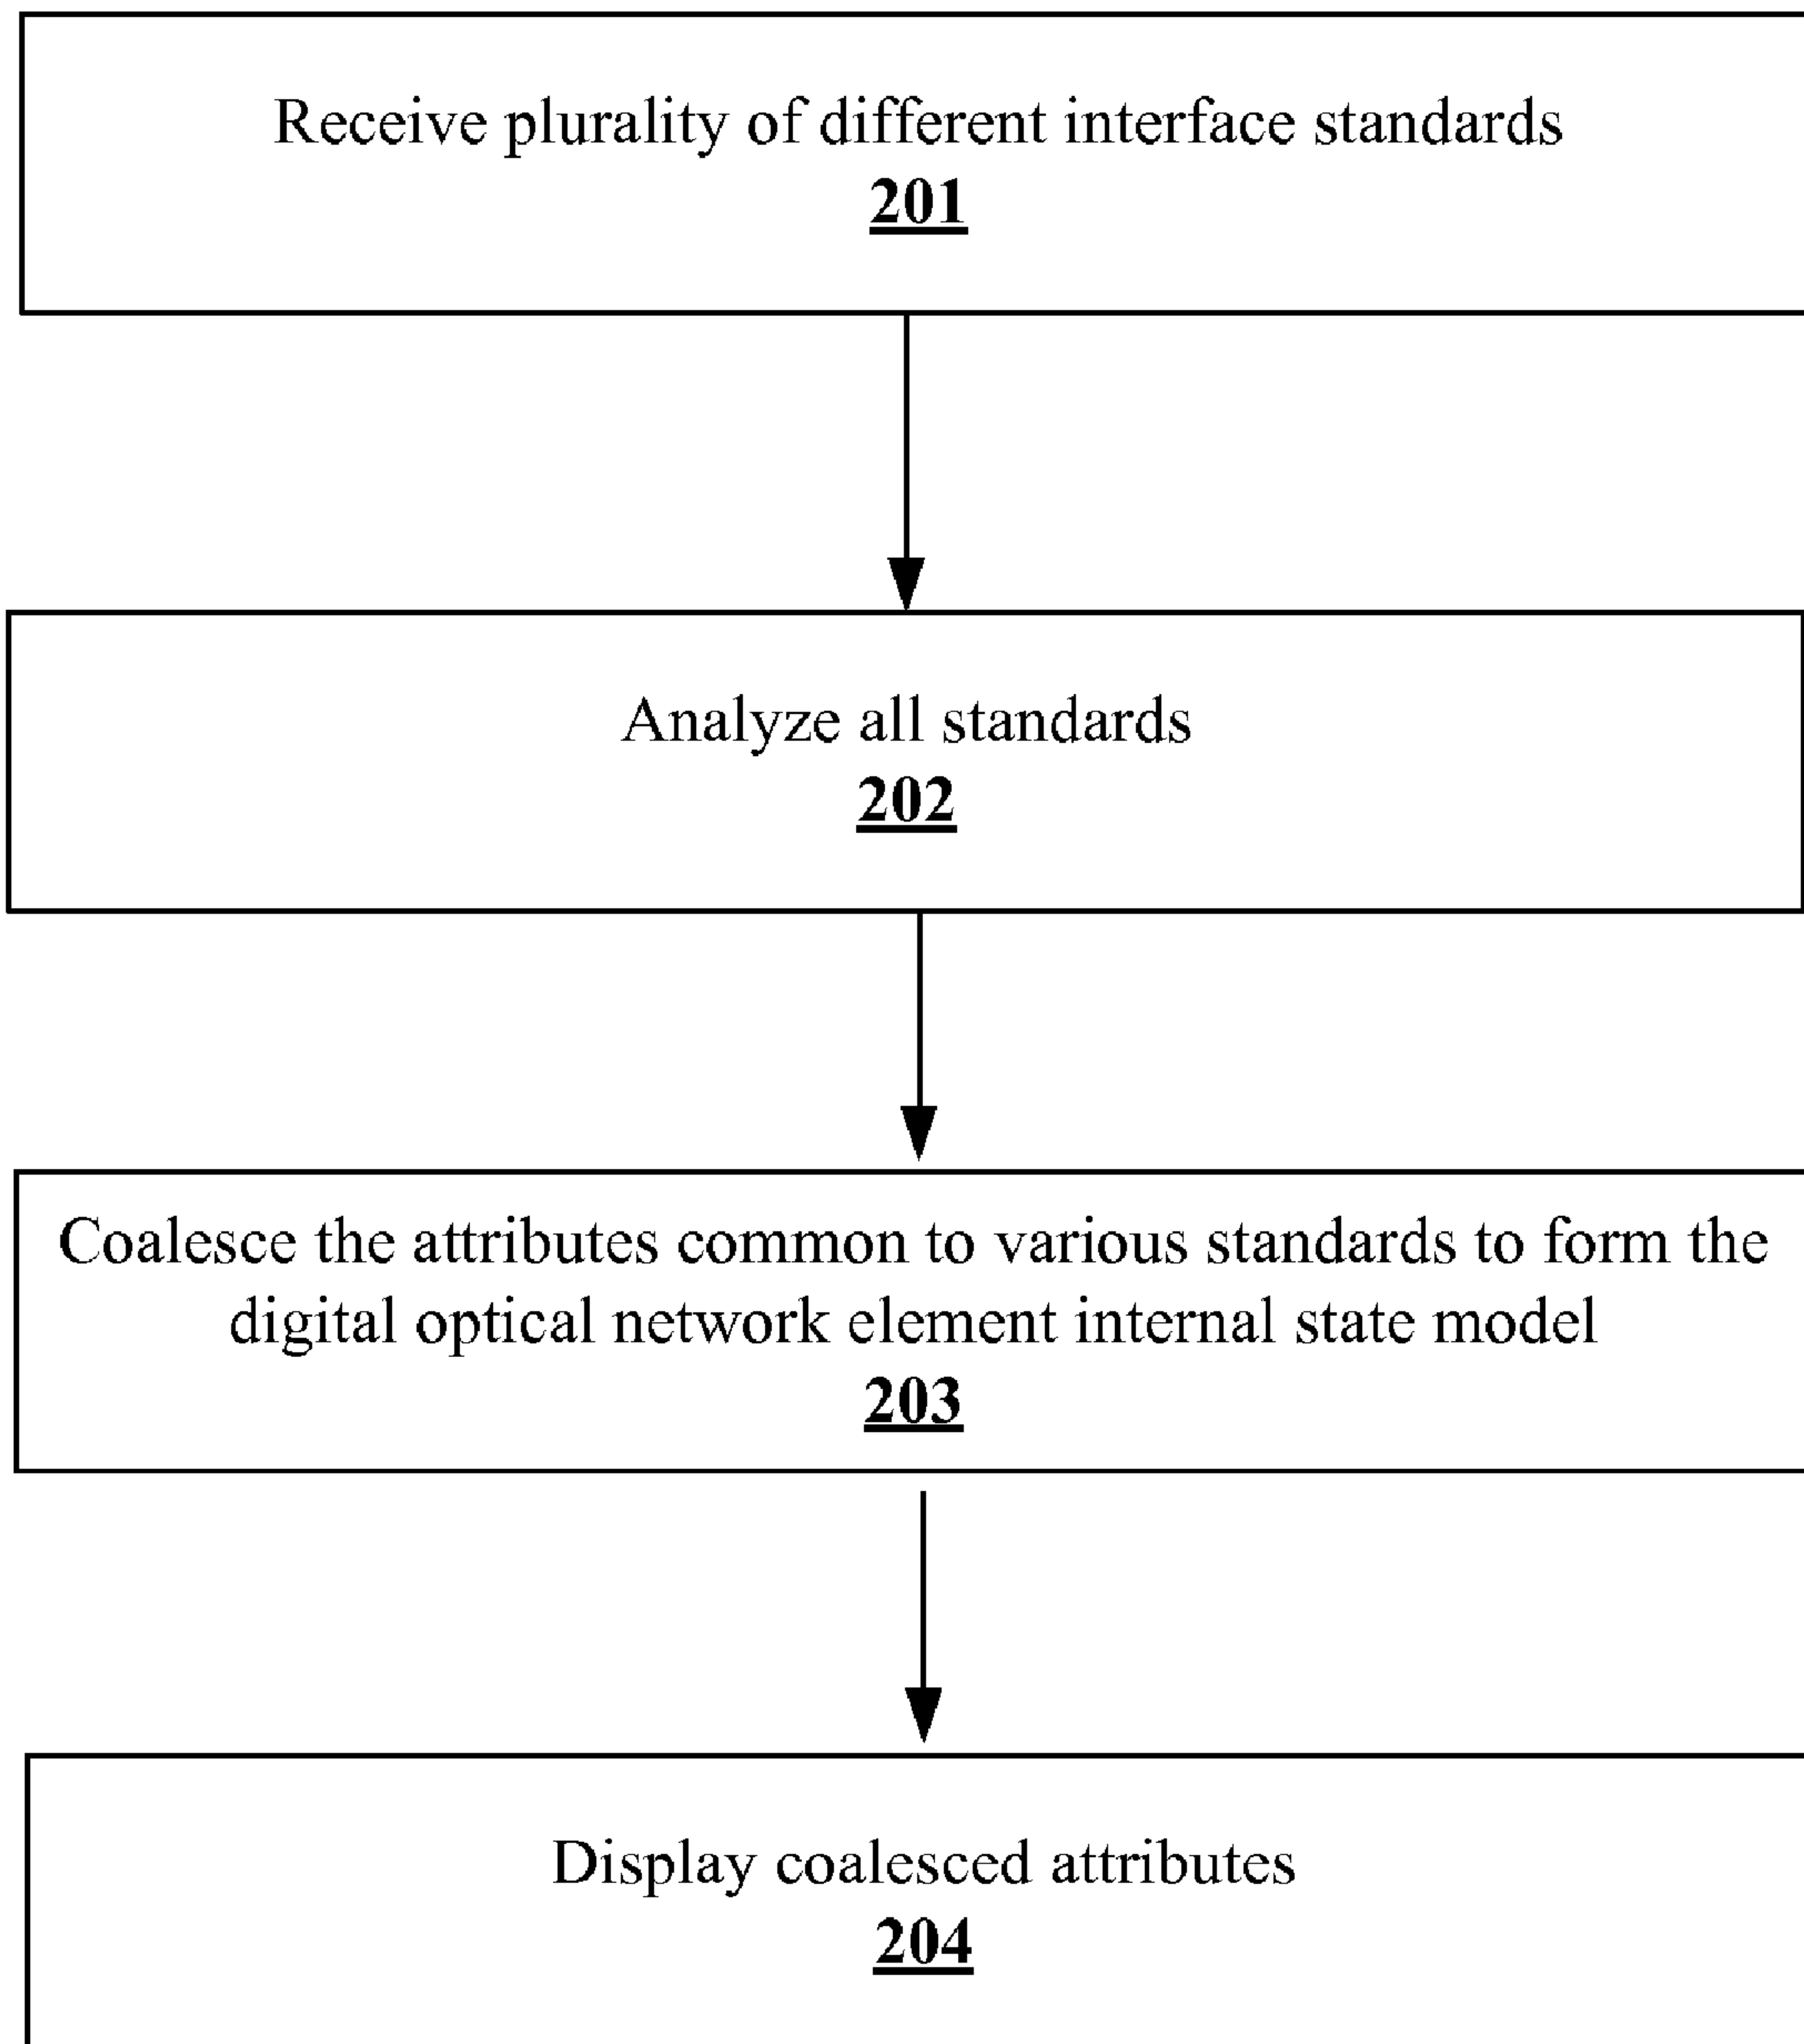 Receive plurality of different interface standards
201
Analyze all standards
202
Coalesce the attributes common to various standards to form the
digital optical network element internal state model
203
Display coalesced attributes
204